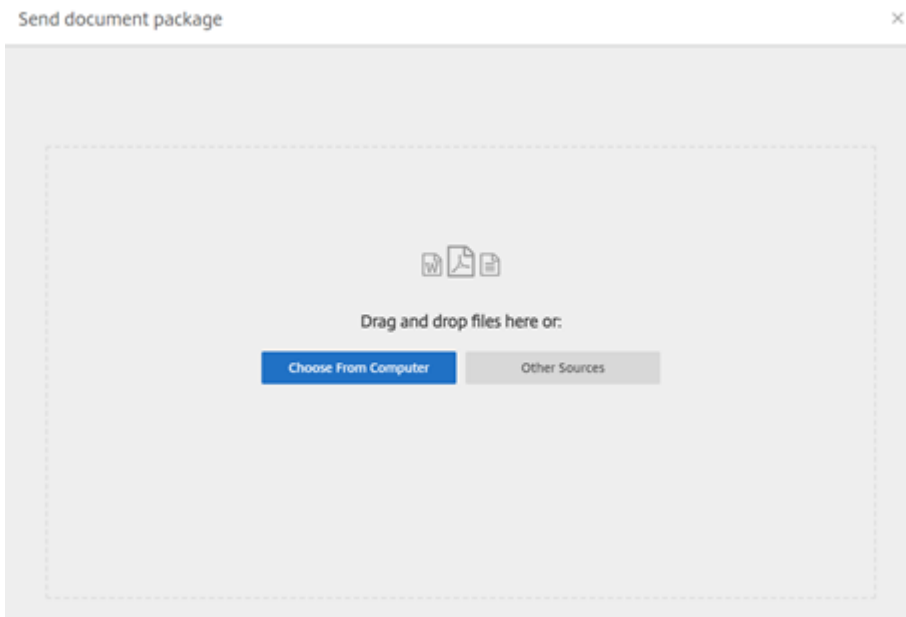 Send document package
Drag and drop files here or:
Choose From Computer
Other Sources